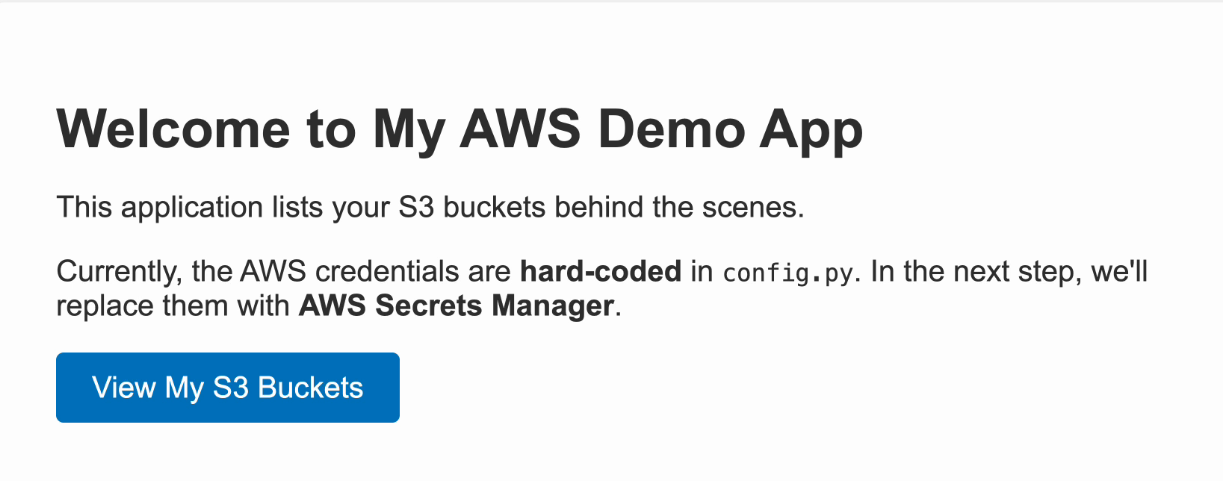 Welcome to My AWS Demo App
This application lists your S3 buckets behind the scenes.
Currently, the AWS credentials are hard-coded in config.py. In the next step, we'll
replace them with AWS Secrets Manager.
View My S3 Buckets